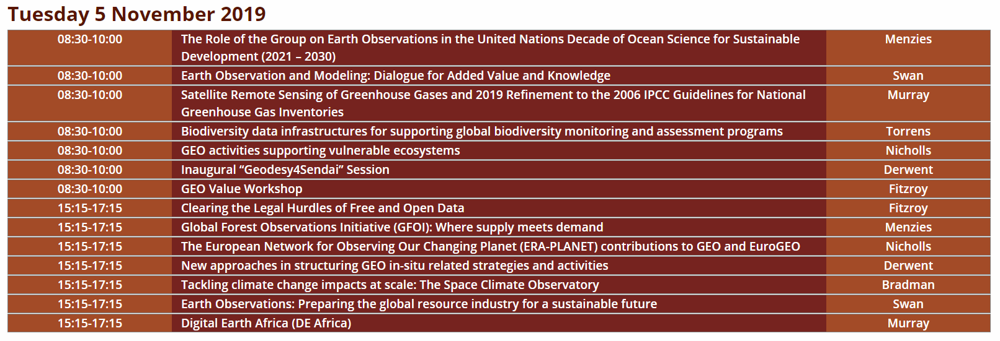 Tuesday 5 November 2019
08:30-10:00 The Role of the Group on Earth Observations in the United Nations Decade of Ocean Science for Sustainable Menzies
Development (2021 – 2030)
08:30-10:00 Earth Observation and Modeling: Dialogue for Added Value and Knowledge Swan
08:30-10:00 Satellite Remote Sensing of Greenhouse Gases and 2019 Refinement to the 2006 IPCC Guidelines for National Murray
Greenhouse Gas Inventories
08:30-10:00 Biodiversity data infrastructures for supporting global biodiversity monitoring and assessment programs Torrens
08:30-10:00 GEO activities supporting vulnerable ecosystems Nicholls
08:30-10:00 Inaugural “Geodesy4Sendai” Session Derwent
08:30-10:00 GEO Value Workshop Fitzroy
15:15-17:15 Clearing the Legal Hurdles of Free and Open Data Fitzroy
15:15-17:15 Global Forest Observations Initiative (GFOI): Where supply meets demand Menzies
15:15-17:15 The European Network for Observing Our Changing Planet (ERA-PLANET) contributions to GEO and EuroGEO Nicholls
15:15-17:15 New approaches in structuring GEO in-situ related strategies and activities Derwent
15:15-17:15 Tackling climate change impacts at scale: The Space Climate Observatory Bradman
15:15-17:15 Earth Observations: Preparing the global resource industry for a sustainable future Swan
15:15-17:15 Digital Earth Africa (DE Africa) Murray